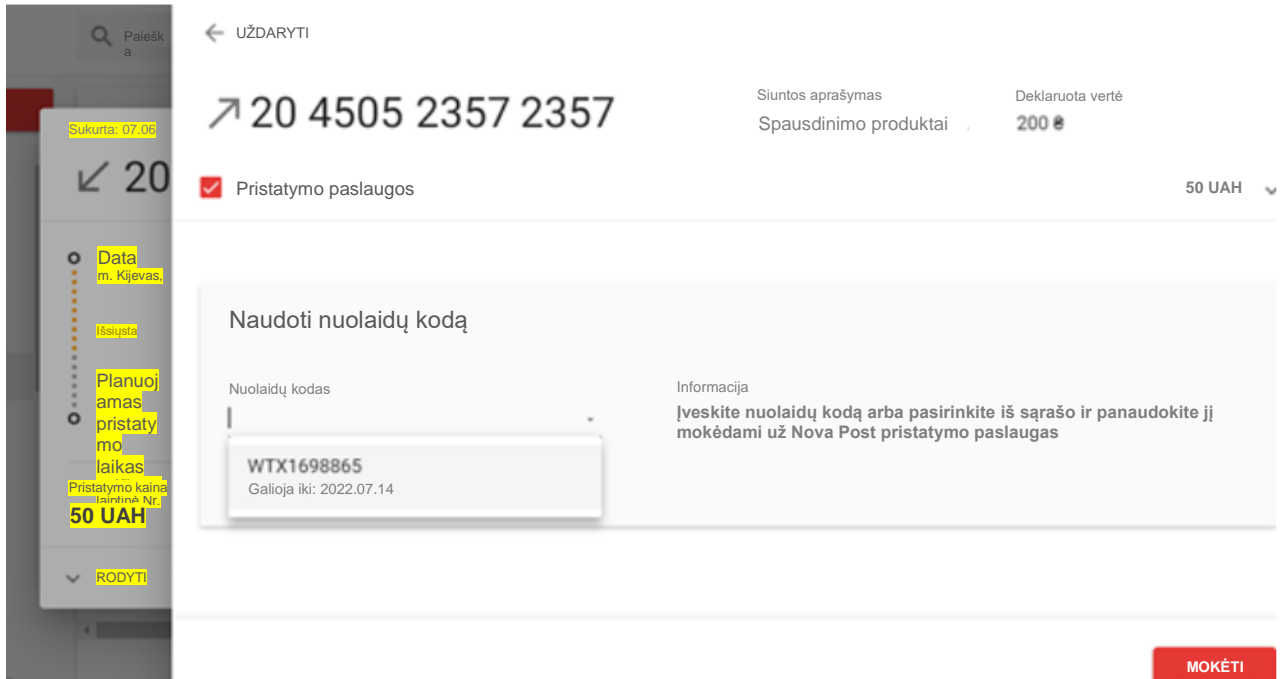 Paiešk
a
UŽDARYTI
20 4505 2357 2357
Siuntos aprašymas
Spausdinimo produktai
Deklaruota vertė
200 ₴
Pristatymo paslaugos
50 UAH
Sukurta: 07.06
20
Data
m. Kijevas,
Išsiųsta
Planuoj
amas
pristaty
mo
laikas
Pristatymo kaina
laiptinė Nr.
50 UAH
RODYTI
Naudoti nuolaidų kodą
Nuolaidų kodas
WTX1698865
Galioja iki: 2022.07.14
Informacija
Įveskite nuolaidų kodą arba pasirinkite iš sąrašo ir panaudokite jį
mokėdami už Nova Post pristatymo paslaugas
MOKĖTI